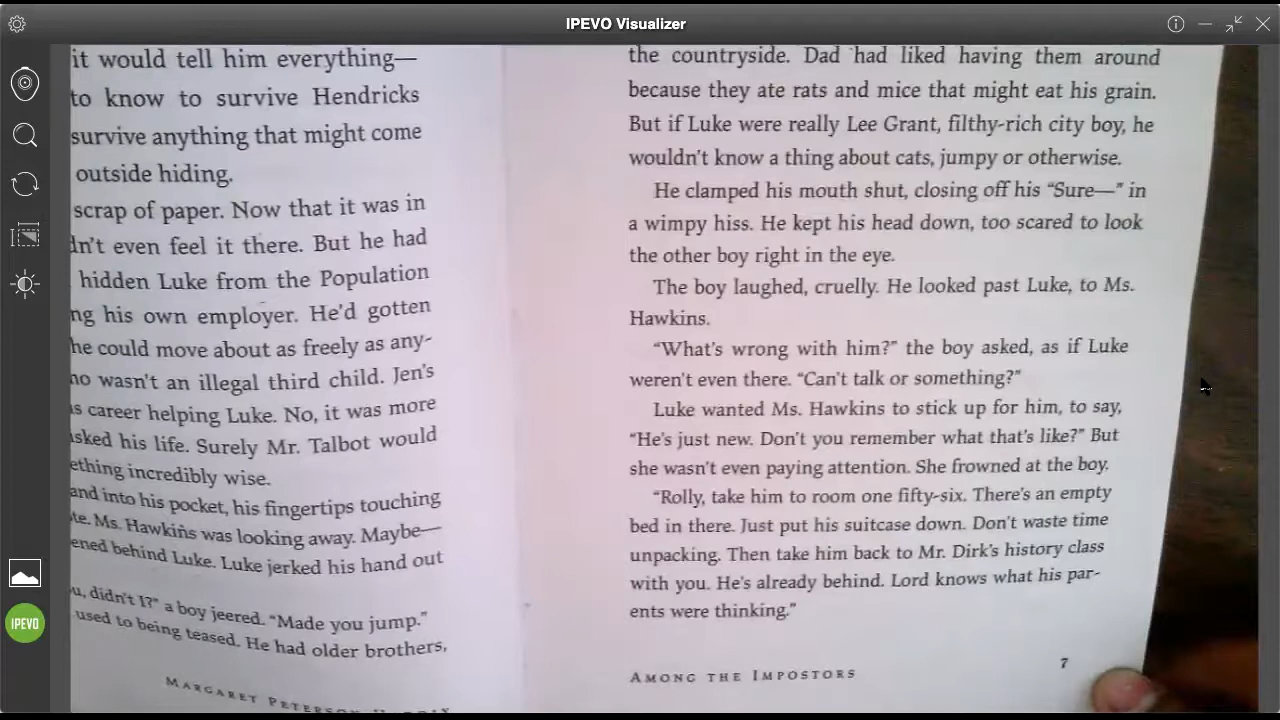 IPEVO Visualizer
it would tell him everything—
to know to survive Hendricks
survive anything that might come
outside hiding.
scrap of paper. Now that it was in
dn't even feel it there. But he had
hidden Luke from the Population
ng his own employer. He'd gotten
he could move about as freely as any-
ho wasn't an illegal third child. Jen's
s career helping Luke. No, it was more
sked his life. Surely Mr. Talbot would
ething incredibly wise.
and into his pocket, his fingertips touching
te. Ms. Hawkins was looking away. Maybe—
ened behind Luke. Luke jerked his hand out
u, didn't I?" a boy jeered. "Made you jump."
used to being teased. He had older brothers,
MARGARET PETERSON
the countryside. Dad had liked having them around
because they ate rats and mice that might eat his grain.
But if Luke were really Lee Grant, filthy-rich city boy, he
wouldn't know a thing about cats, jumpy or otherwise.
He clamped his mouth shut, closing off his "Sure—" in
a wimpy hiss. He kept his head down, too scared to look
the other boy right in the eye.
The boy laughed, cruelly. He looked past Luke, to Ms.
Hawkins.
"What's wrong with him?" the boy asked, as if Luke
weren't even there. "Can't talk or something?"
Luke wanted Ms. Hawkins to stick up for him, to say,
"He's just new. Don't you remember what that's like?" But
she wasn't even paying attention. She frowned at the boy.
"Rolly, take him to room one fifty-six. There's an empty
bed in there. Just put his suitcase down. Don't waste time
unpacking. Then take him back to Mr. Dirk's history class
with you. He's already behind. Lord knows what his par-
ents were thinking."
AMONG THE IMPOSTORS 7
IPEVO